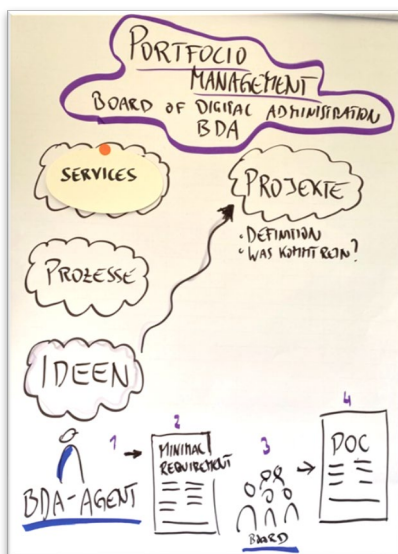 PORTFOLIO
MANAGEMENT
BOARD OF DIGITAL ADMINISTRATION
BDA
SERVICES
PROJEKTE
• DEFINITION
• WAS KOMMT REIN?
PROZESSE
IDEEN
1
2
3
4
MINIMAL
REQUIREMENT
DOC
BDA-AGENT
BOARD